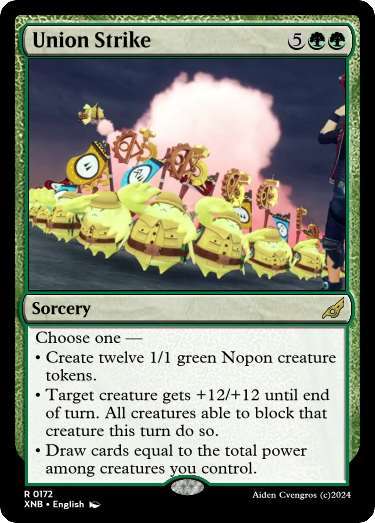 Union Strike 5
Sorcery
Choose one —
• Create twelve 1/1 green Nopon creature
tokens.
• Target creature gets +12/+12 until end
of turn. All creatures able to block that
creature this turn do so.
• Draw cards equal to the total power
among creatures you control.
R 0172
XNB • English Aiden Cvengros (c)2024